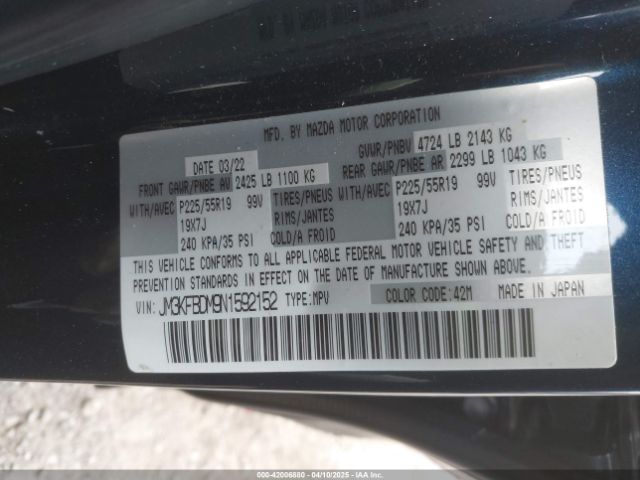 MFD. BY MAZDA MOTOR CORPORATION
DATE 03/22 GVWR/PNBV 4724 LB 2143 KG
FRONT GAWR/PNBE AV 2425 LB 1100 KG REAR GAWR/PNBE AR 2299 LB 1043 KG
WITH/AVEC P225/55R19 99V TIRES/PNEUS WITH/AVEC P225/55R19 99V TIRES/PNEUS
19X7J RIMS/JANTES 19X7J RIMS/JANTES
240 KPA/35 PSI COLD/A FROID 240 KPA/35 PSI COLD/A FROID
THIS VEHICLE CONFORMS TO ALL APPLICABLE FEDERAL MOTOR VEHICLE SAFETY AND THEFT
PREVENTION STANDARDS IN EFFECT ON THE DATE OF MANUFACTURE SHOWN ABOVE.
VIN: JM3KFBDM9N1592152 TYPE:MPV COLOR CODE:42M MADE IN JAPAN
000-42006880 - 04/10/2025 - IAAI, Inc.